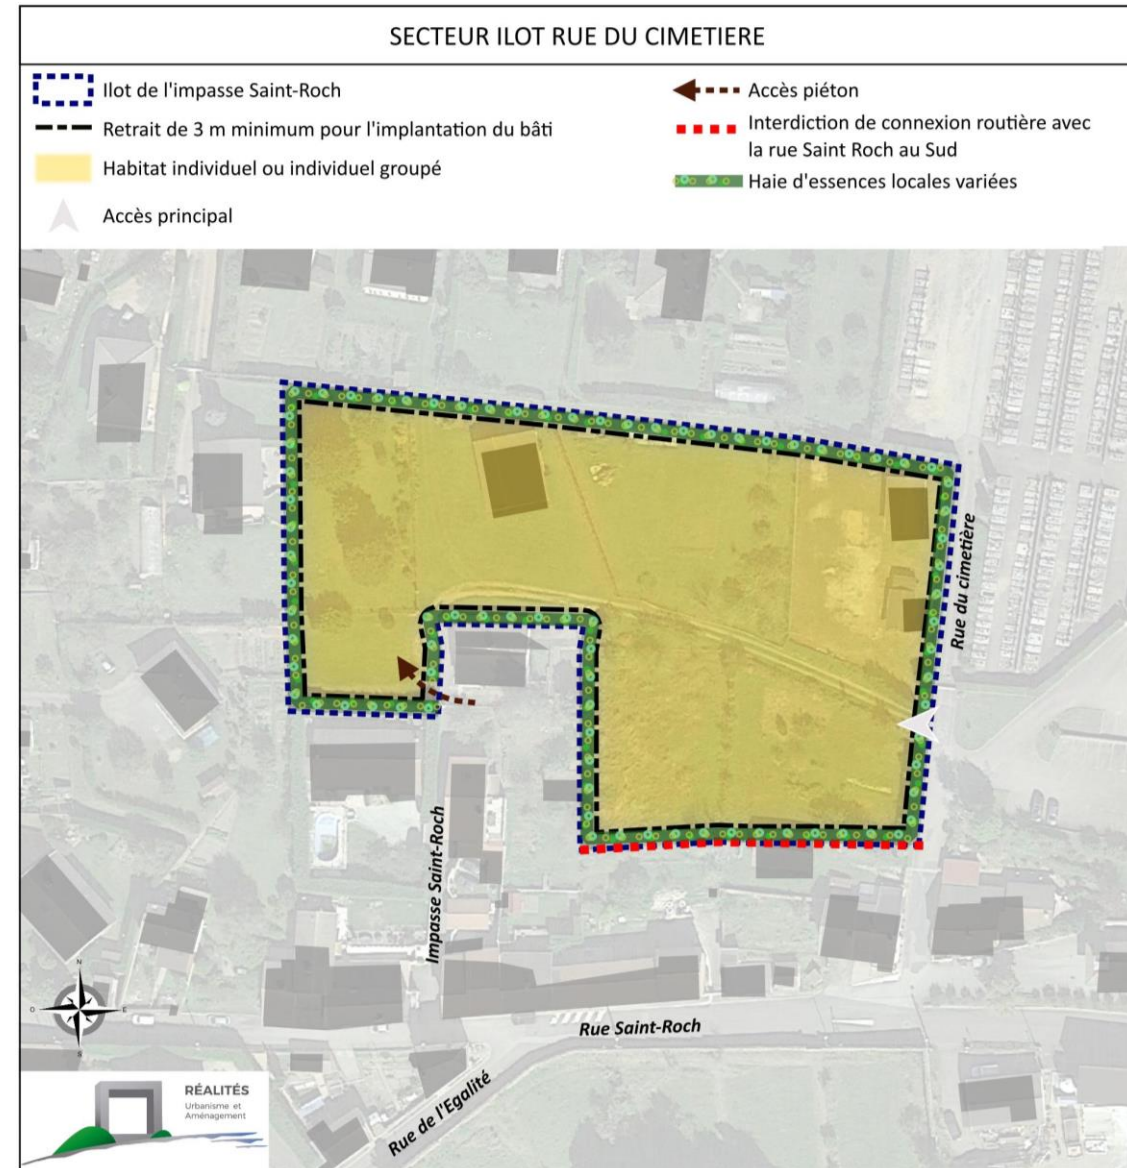 SECTEUR ILOT RUE DU CIMETIERE
Ilot de l'impasse Saint-Roch
Retrait de 3 m minimum pour l'implantation du bâti
Habitat individuel ou individuel groupé
Accès principal
Accès piéton
Interdiction de connexion routière avec
la rue Saint Roch au Sud
Haie d'essences locales variées
Rue du cimetière
Impasse Saint-Roch
Rue Saint-Roch
Rue de l'Egalité
N
O
E
S
RÉALITÉS
Urbanisme et
Aménagement